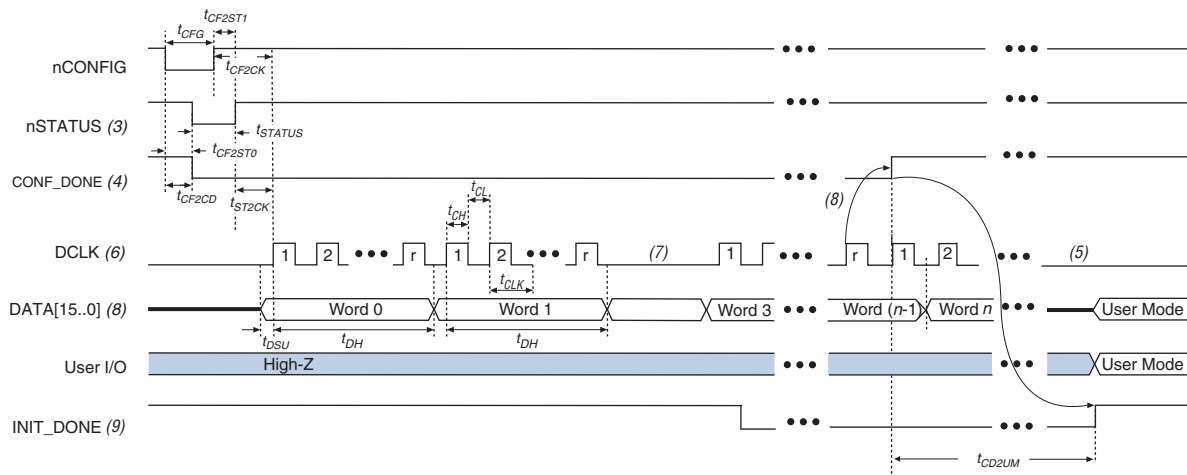 tCF2ST1
tCFG
nCONFIG
tCF2CK
nSTATUS (3)
tSTATUS
tCF2ST0
CONF_DONE (4)
tCF2CD
tST2CK
tCL
tCH
(8)
DCLK (6)
1 2 r 1 2 r (7) 1 r 1 2 (5)
tCLK
DATA[15..0] (8)
Word 0 Word 1 Word 3 Word (n-1) Word n User Mode
tDSU tDH tDH
User I/O
High-Z User Mode
INIT_DONE (9)
tCD2UM